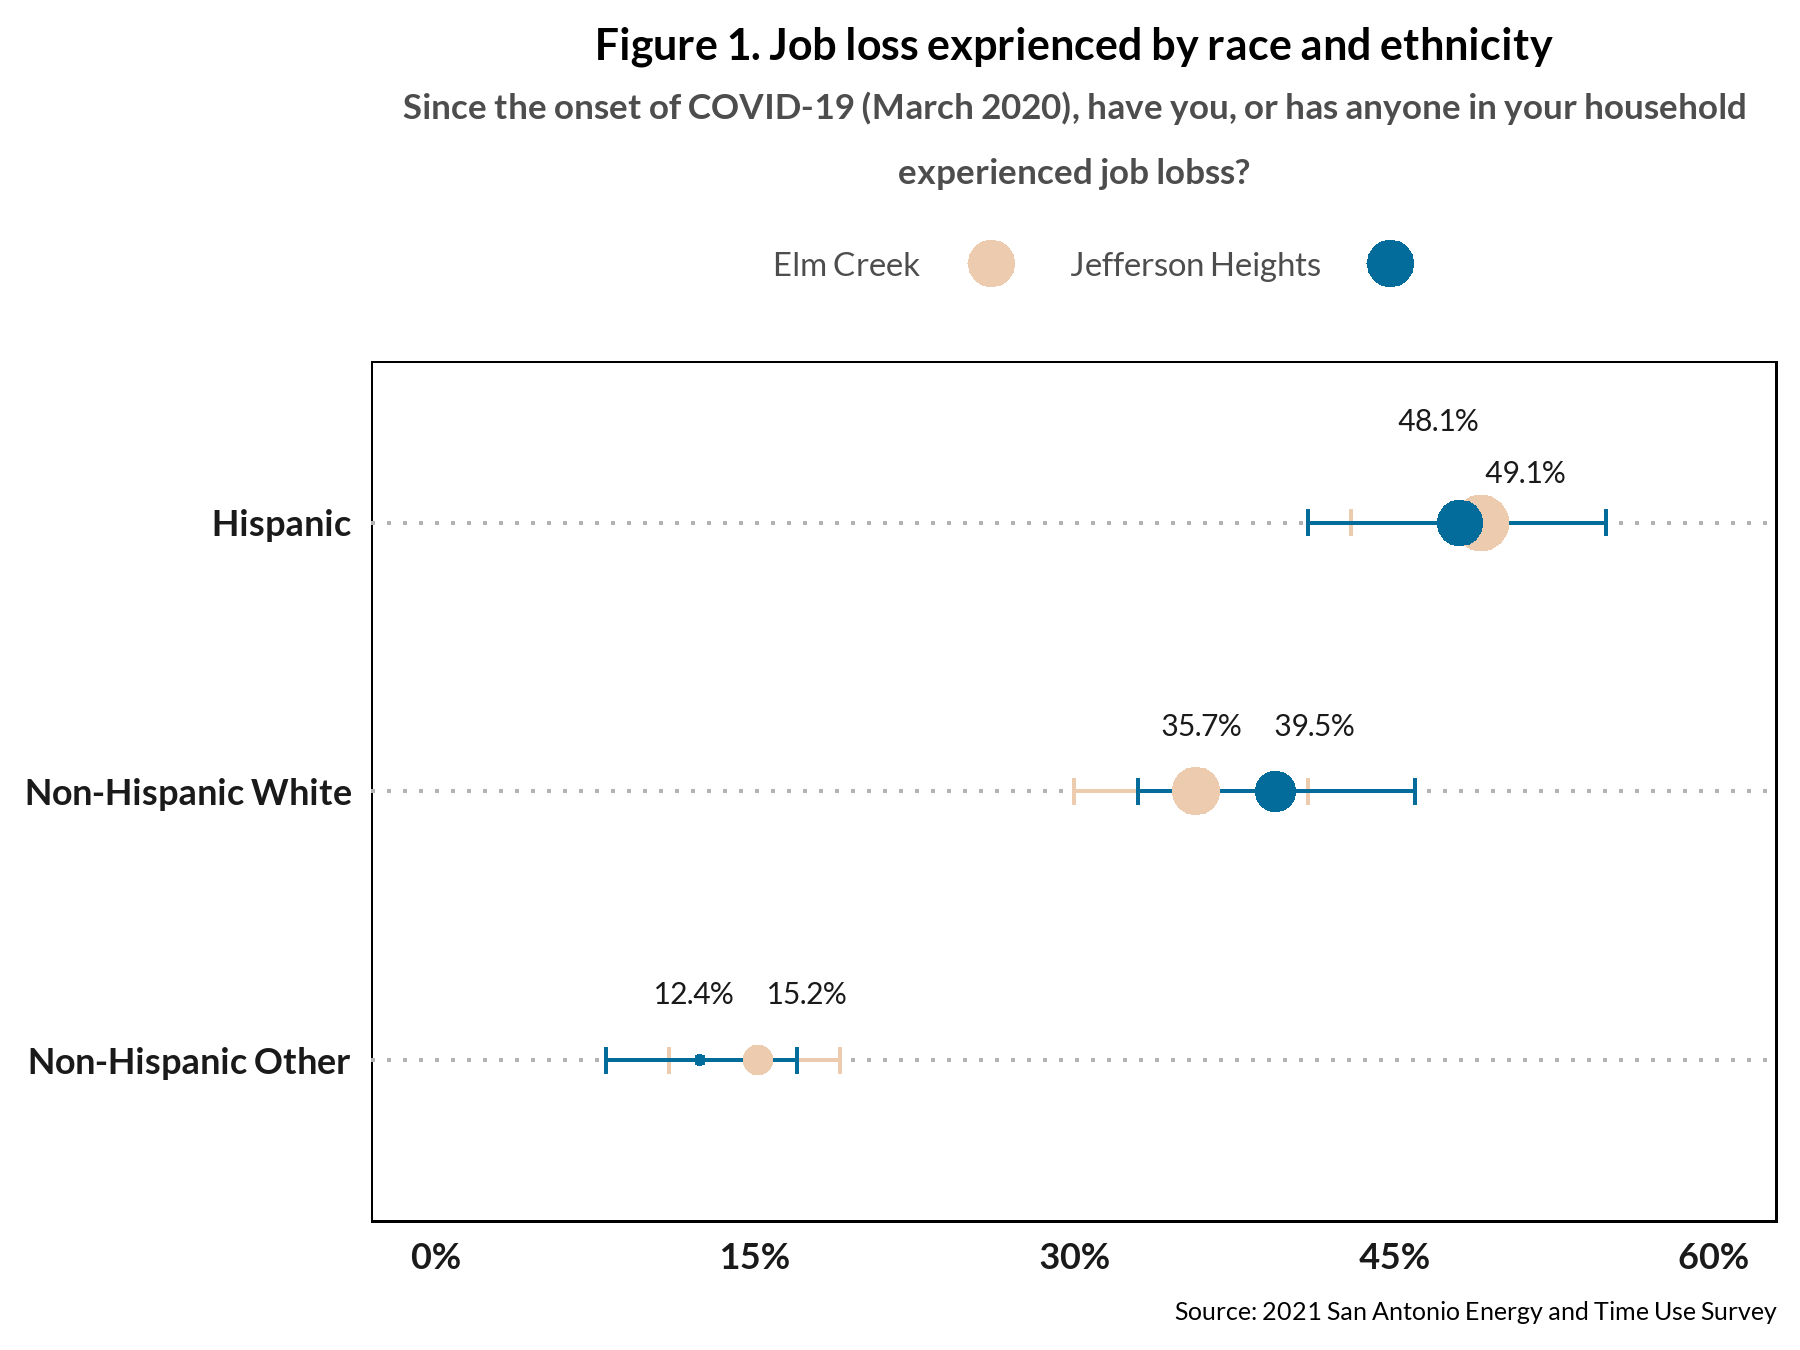 Figure 1. Job loss exprienced by race and ethnicity
Since the onset of COVID-19 (March 2020), have you, or has anyone in your household
experienced job lobss?
Elm Creek Jefferson Heights
48.1%
49.1%
Hispanic
35.7% 39.5%
Non-Hispanic White
12.4% 15.2%
Non-Hispanic Other
0% 15% 30% 45% 60%
Source: 2021 San Antonio Energy and Time Use Survey